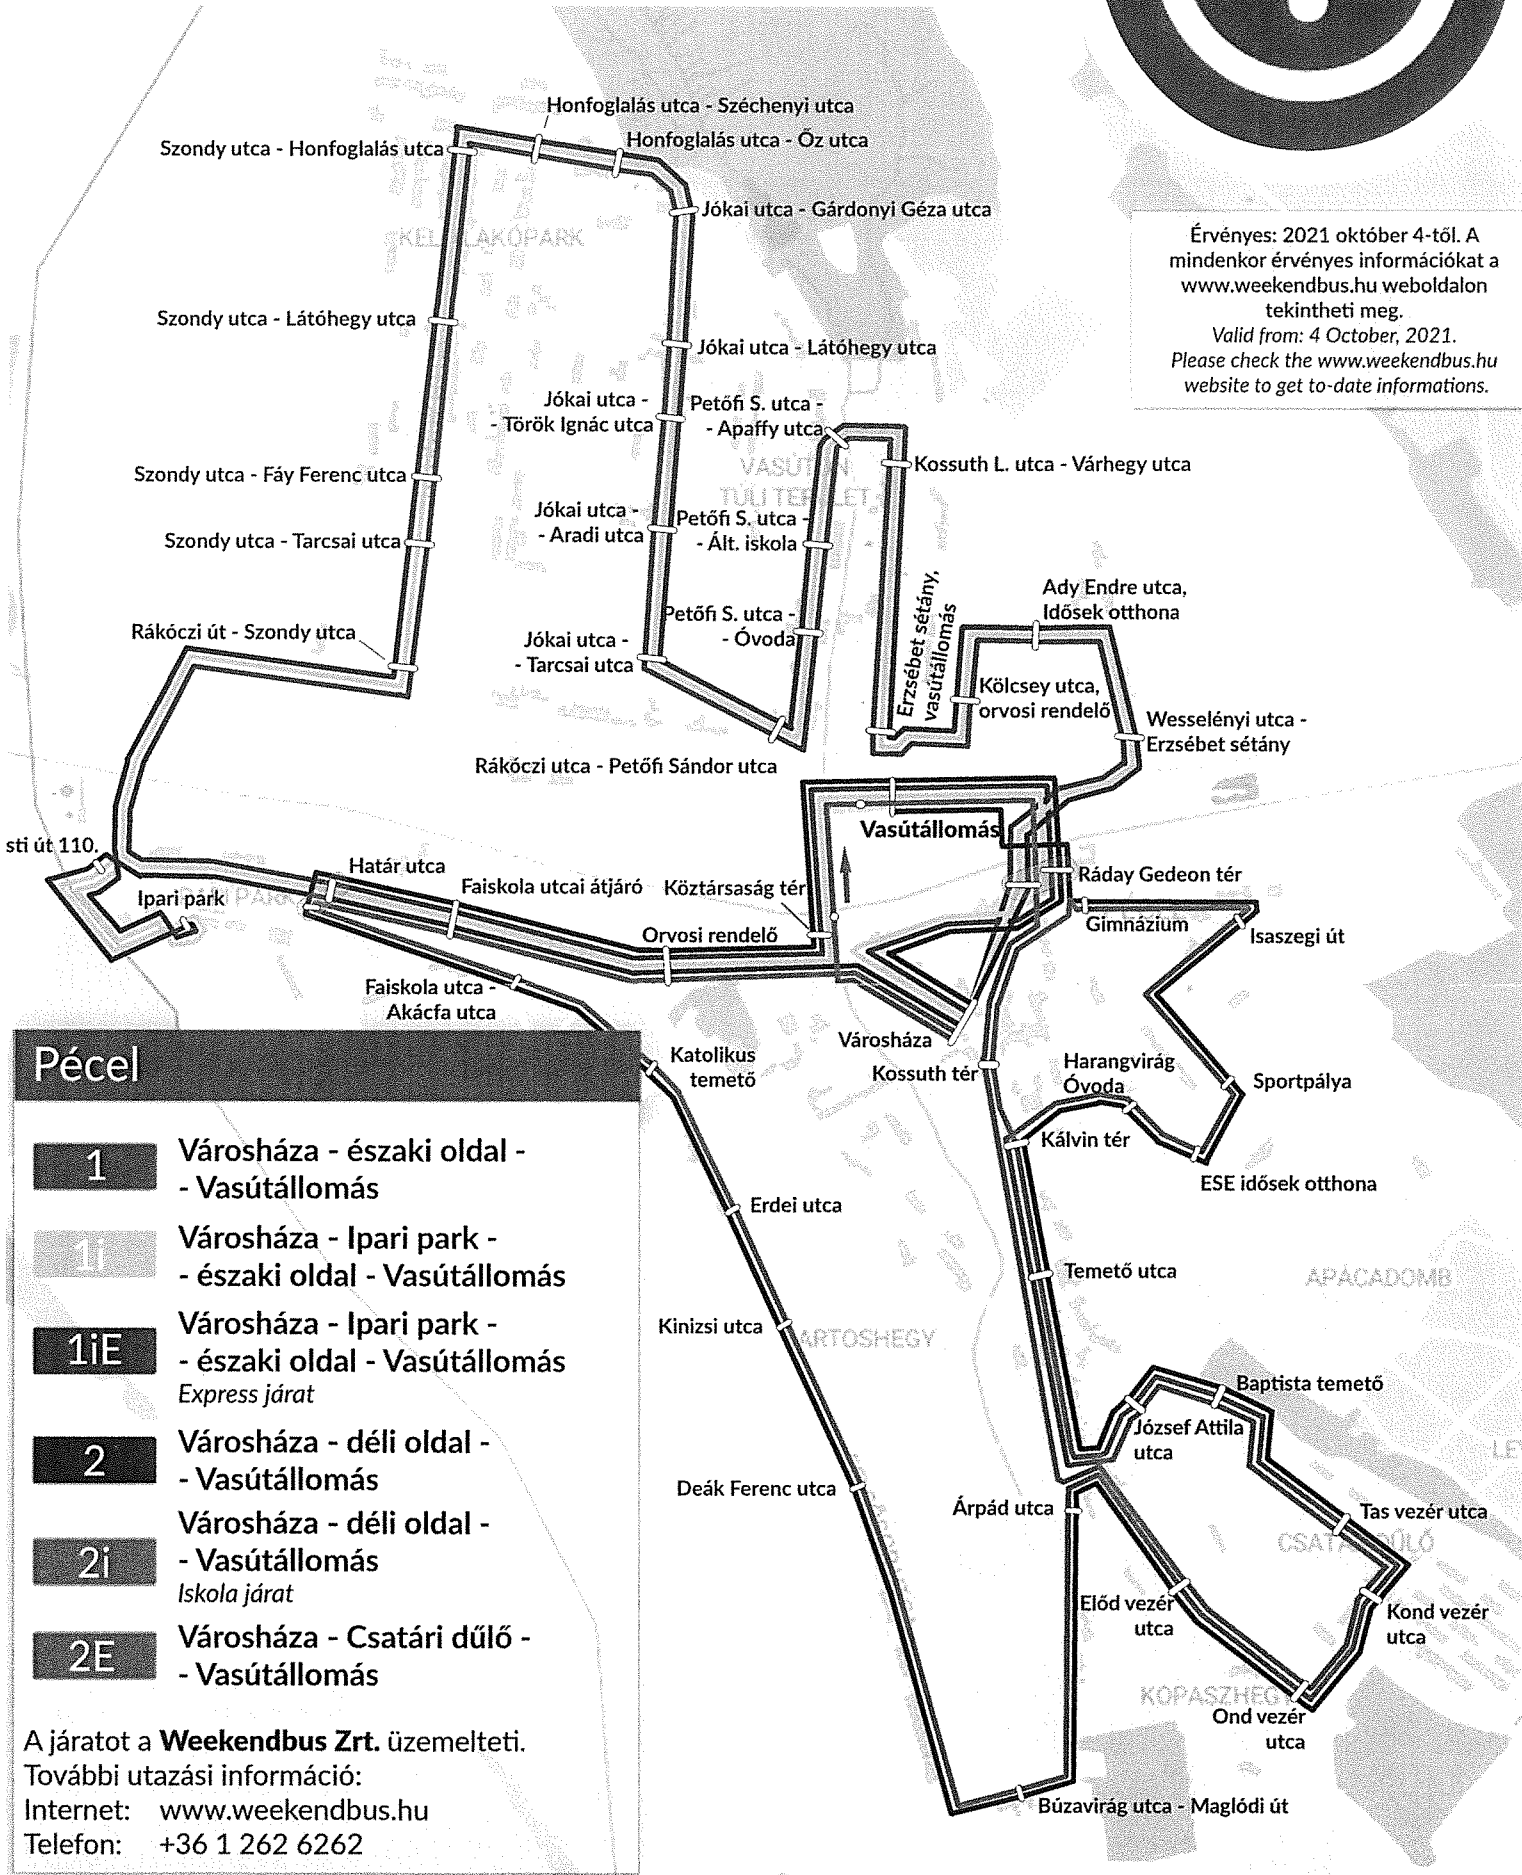 Honfoglalás utca - Széchenyi utca
Szondy utca - Honfoglalás utca
Honfoglalás utca - Őz utca
Jókai utca - Gárdonyi Géza utca
Érvényes: 2021 október 4-től. A
mindenkor érvényes információkat a
www.weekendbus.hu weboldalon
tekintheti meg.
Valid from: 4 October, 2021.
Please check the www.weekendbus.hu
website to get to-date informations.
Szondy utca - Látóhegy utca
Jókai utca - Látóhegy utca
Jókai utca -
- Török Ignác utca
Petőfi S. utca -
- Apaffy utca
Kossuth L. utca - Várhegy utca
VASÚTON
TÚLI TERÜLET
Szondy utca - Fáy Ferenc utca
Jókai utca -
- Aradi utca
Petőfi S. utca -
- Ált. iskola
Szondy utca - Tarcsai utca
Erzsébet sétány,
vasútállomás
Ady Endre utca,
Idősek otthona
Petőfi S. utca -
- Óvoda
Rákóczi út - Szondy utca
Jókai utca -
- Tarcsai utca
Kölcsey utca,
orvosi rendelő
Wesselényi utca -
Erzsébet sétány
Rákóczi utca - Petőfi Sándor utca
Vasútállomás
sti út 110.
Határ utca
Ipari park
Faiskola utcai átjáró
Köztársaság tér
Ráday Gedeon tér
Gimnázium
Isaszegi út
Orvosi rendelő
Faiskola utca -
Akácfa utca
Városháza
Kossuth tér
Katolikus
temető
Harangvirág
Óvoda
Sportpálya
Kálvin tér
ESE idősek otthona
Erdei utca
Temető utca
APÁCADOMB
Kinizsi utca
ARTOSHEGY
Baptista temető
József Attila
utca
Deák Ferenc utca
Árpád utca
Tas vezér utca
Előd vezér
utca
Kond vezér
utca
KOPASZHEGY
Ond vezér
utca
Búzavirág utca - Maglódi út
Pécel
1 Városháza - északi oldal -
- Vasútállomás
1i Városháza - Ipari park -
- északi oldal - Vasútállomás
1iE Városháza - Ipari park -
- északi oldal - Vasútállomás
Express járat
2 Városháza - déli oldal -
- Vasútállomás
2i Városháza - déli oldal -
- Vasútállomás
Iskola járat
2E Városháza - Csatári dűlő -
- Vasútállomás
A járatot a Weekendbus Zrt. üzemelteti.
További utazási információ:
Internet: www.weekendbus.hu
Telefon: +36 1 262 6262